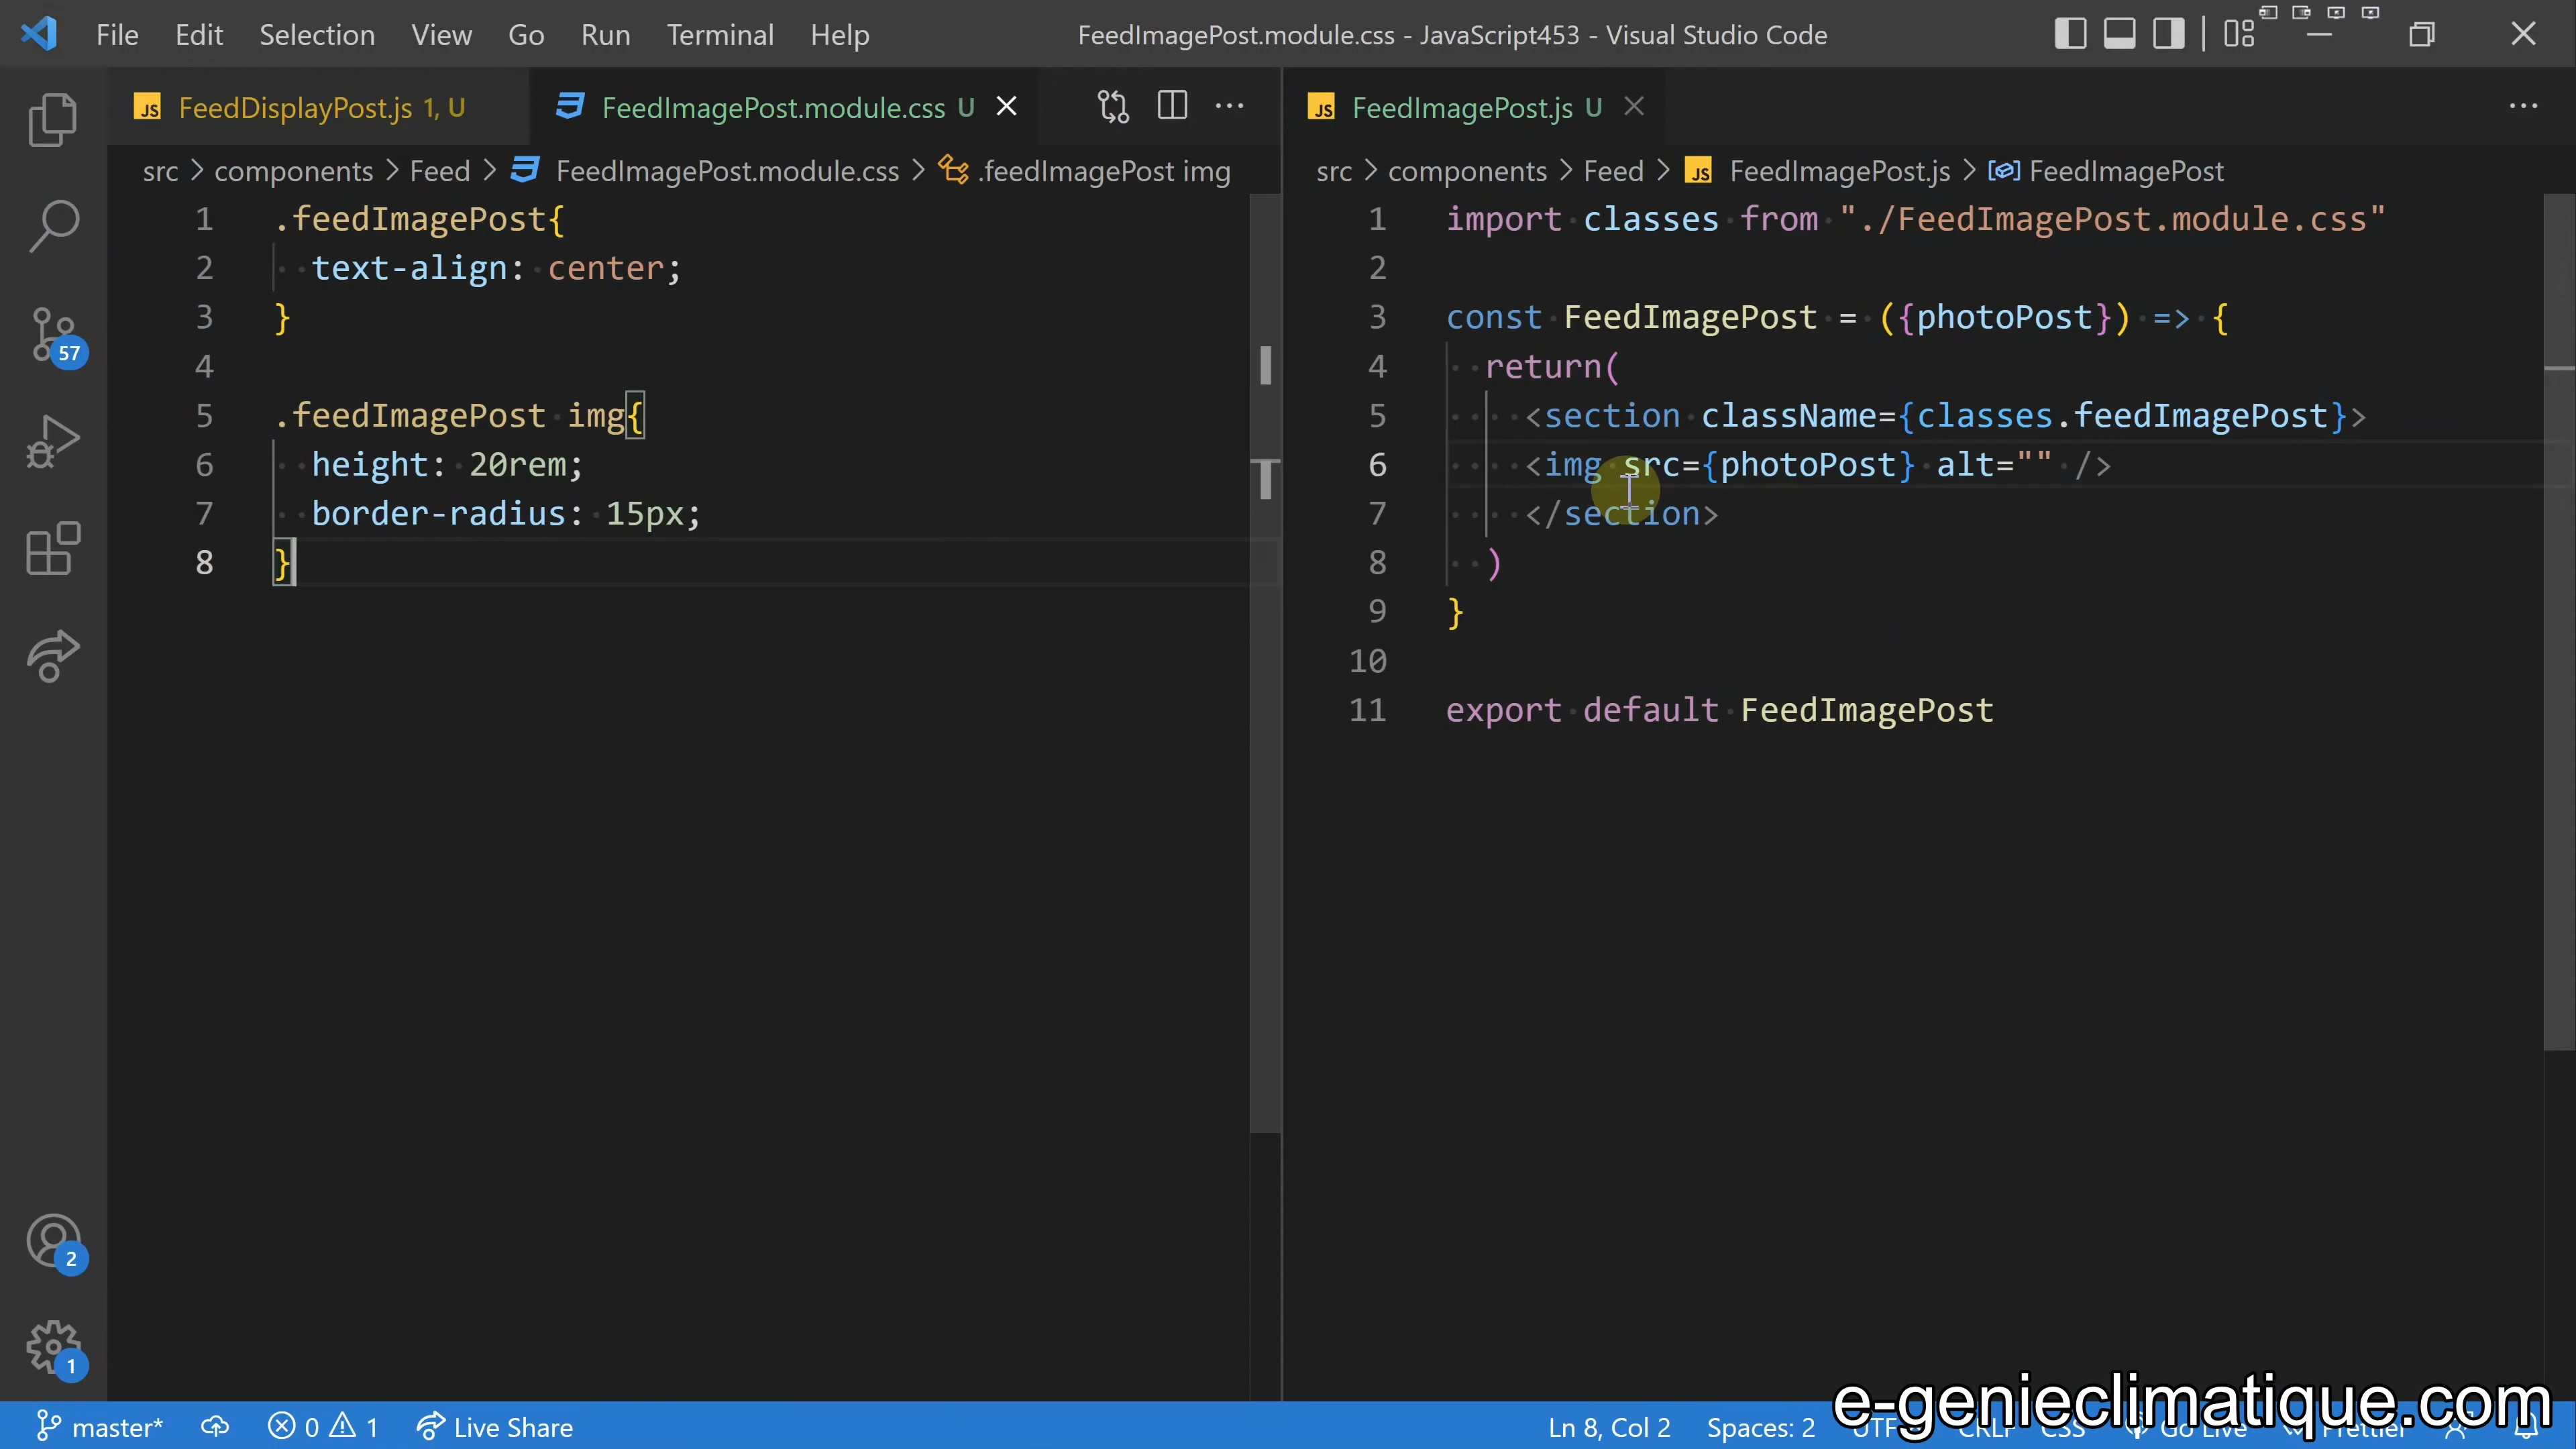 File Edit Selection View Go Run Terminal Help FeedImagePost.module.css - JavaScript453 - Visual Studio Code
FeedDisplayPost.js 1, U FeedImagePost.module.css U
src > components > Feed > FeedImagePost.module.css > .feedImagePost img
1 .feedImagePost{
2 text-align: center;
3 }
4
5 .feedImagePost img{
6 height: 20rem;
7 border-radius: 15px;
8 }
FeedImagePost.js U
src > components > Feed > FeedImagePost.js > FeedImagePost
1 import classes from "./FeedImagePost.module.css"
2
3 const FeedImagePost = ({photoPost}) => {
4 return(
5 <section className={classes.feedImagePost}>
6 <img src={photoPost} alt="" />
7 </section>
8 )
9 }
10
11 export default FeedImagePost
57
2
1
e-genieclimatique.com
master* 0 1 Live Share Ln 8, Col 2 Spaces: 2 CRLF CSS Go Live Prettier